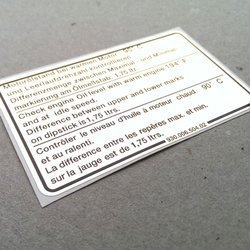 Motorölstand bei warmen Motor 90° C
und Leerlaufdrehzahl kontrollieren
Differenzmenge zwischen Maximal - und Minimal
markierung am Ölmeßstab: 1,75 ltr.
Check engine oil level with warm engine 194° F
and at idle speed.
Difference between upper and lower marks
on dipstick is 1,75 ltrs.
Contrôler le niveau d'huile à moteur chaud 90° C
et au ralenti.
La différence entre les repères max. et min.
sur la jauge est de 1,75 ltrs.
930.006.504.02